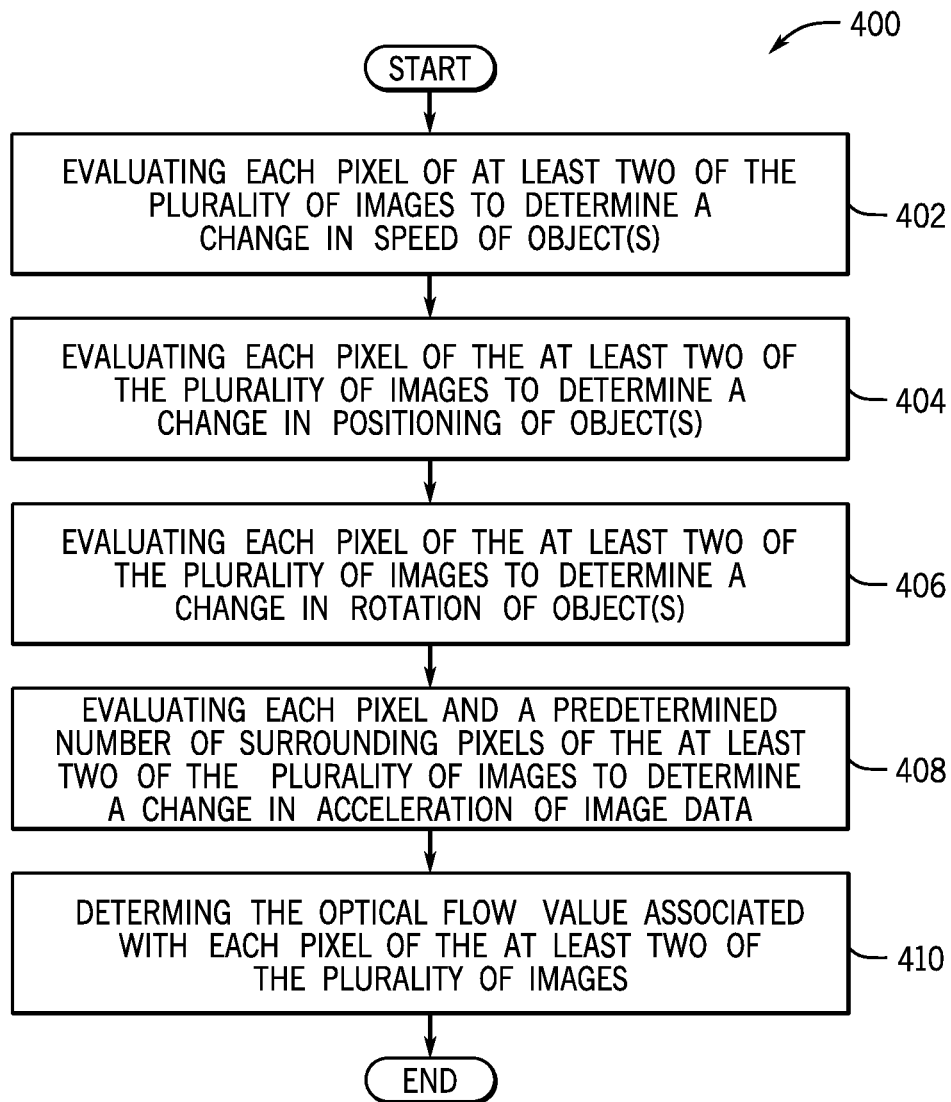 400
START
EVALUATING EACH PIXEL OF AT LEAST TWO OF THE
PLURALITY OF IMAGES TO DETERMINE A
CHANGE IN SPEED OF OBJECT(S)
402
EVALUATING EACH PIXEL OF THE AT LEAST TWO OF
THE PLURALITY OF IMAGES TO DETERMINE A
CHANGE IN POSITIONING OF OBJECT(S)
404
EVALUATING EACH PIXEL OF THE AT LEAST TWO OF
THE PLURALITY OF IMAGES TO DETERMINE A
CHANGE IN ROTATION OF OBJECT(S)
406
EVALUATING EACH PIXEL AND A PREDETERMINED
NUMBER OF SURROUNDING PIXELS OF THE AT LEAST
TWO OF THE PLURALITY OF IMAGES TO DETERMINE
A CHANGE IN ACCELERATION OF IMAGE DATA
408
DETERMING THE OPTICAL FLOW VALUE ASSOCIATED
WITH EACH PIXEL OF THE AT LEAST TWO OF
THE PLURALITY OF IMAGES
410
END